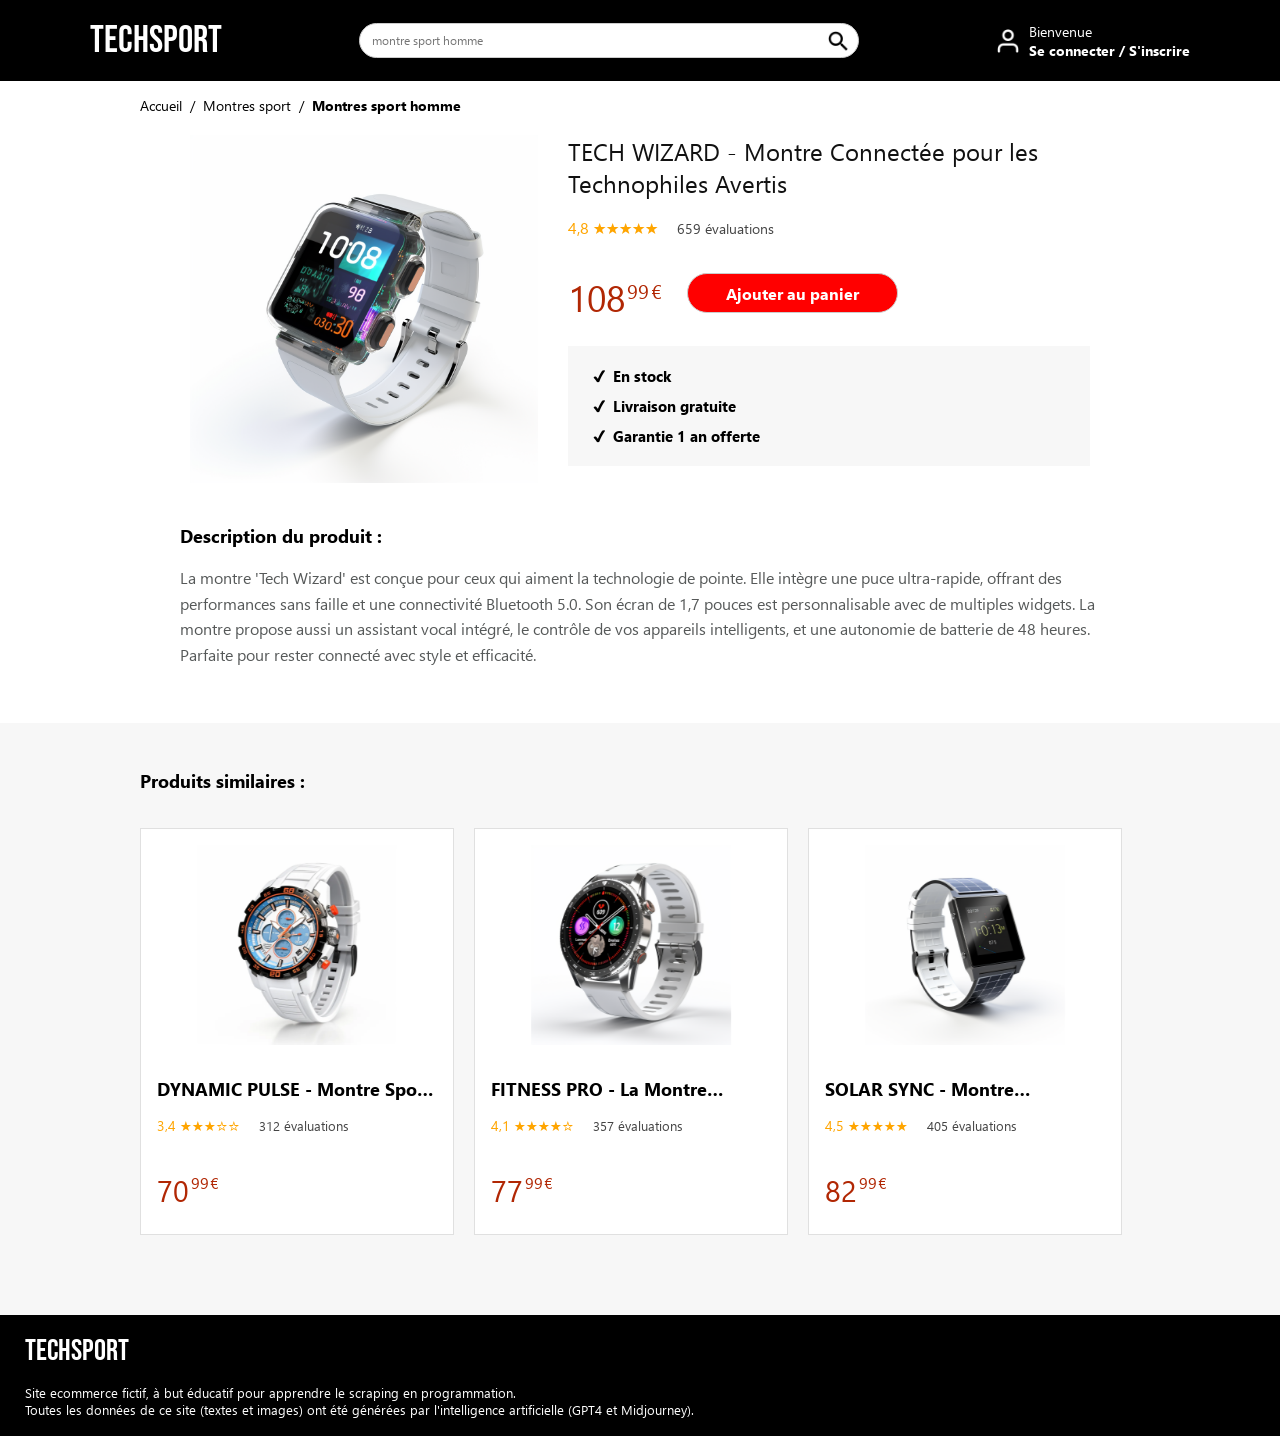 TECHSPORT
montre sport homme
Bienvenue
Se connecter / S'inscrire
Accueil / Montres sport / Montres sport homme
TECH WIZARD - Montre Connectée pour les
Technophiles Avertis
4,8 ★★★★★ 659 évaluations
108 99 €
Ajouter au panier
✔ En stock
✔ Livraison gratuite
✔ Garantie 1 an offerte
10:08
98
Description du produit :
La montre 'Tech Wizard' est conçue pour ceux qui aiment la technologie de pointe. Elle intègre une puce ultra-rapide, offrant des
performances sans faille et une connectivité Bluetooth 5.0. Son écran de 1,7 pouces est personnalisable avec de multiples widgets. La
montre propose aussi un assistant vocal intégré, le contrôle de vos appareils intelligents, et une autonomie de batterie de 48 heures.
Parfaite pour rester connecté avec style et efficacité.
Produits similaires :
DYNAMIC PULSE - Montre Spo...
3,4 ★★★☆☆ 312 évaluations
70 99 €
FITNESS PRO - La Montre...
4,1 ★★★★☆ 357 évaluations
77 99 €
SOLAR SYNC - Montre...
4,5 ★★★★★ 405 évaluations
82 99 €
TECHSPORT
Site ecommerce fictif, à but éducatif pour apprendre le scraping en programmation.
Toutes les données de ce site (textes et images) ont été générées par l'intelligence artificielle (GPT4 et Midjourney).